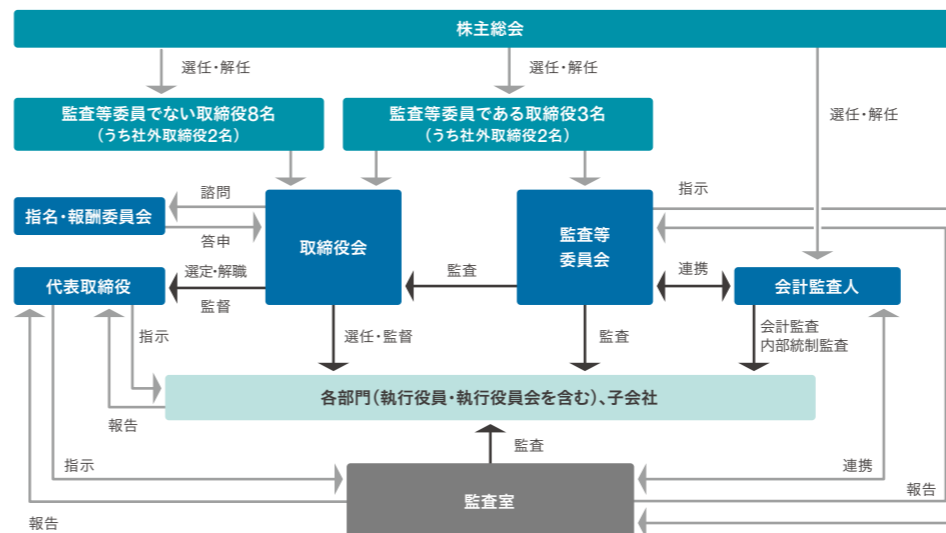 株主総会
選任・解任
選任・解任
選任・解任
監査等委員でない取締役8名
（うち社外取締役2名）
監査等委員である取締役3名
（うち社外取締役2名）
諮問
指示
指名・報酬委員会
答申
取締役会
監査等
委員会
選定・解職
監督
監査
連携
代表取締役
会計監査人
指示
選任・監督
監査
会計監査
内部統制監査
各部門（執行役員・執行役員会を含む）、子会社
報告
監査
指示
連携
報告
監査室
報告